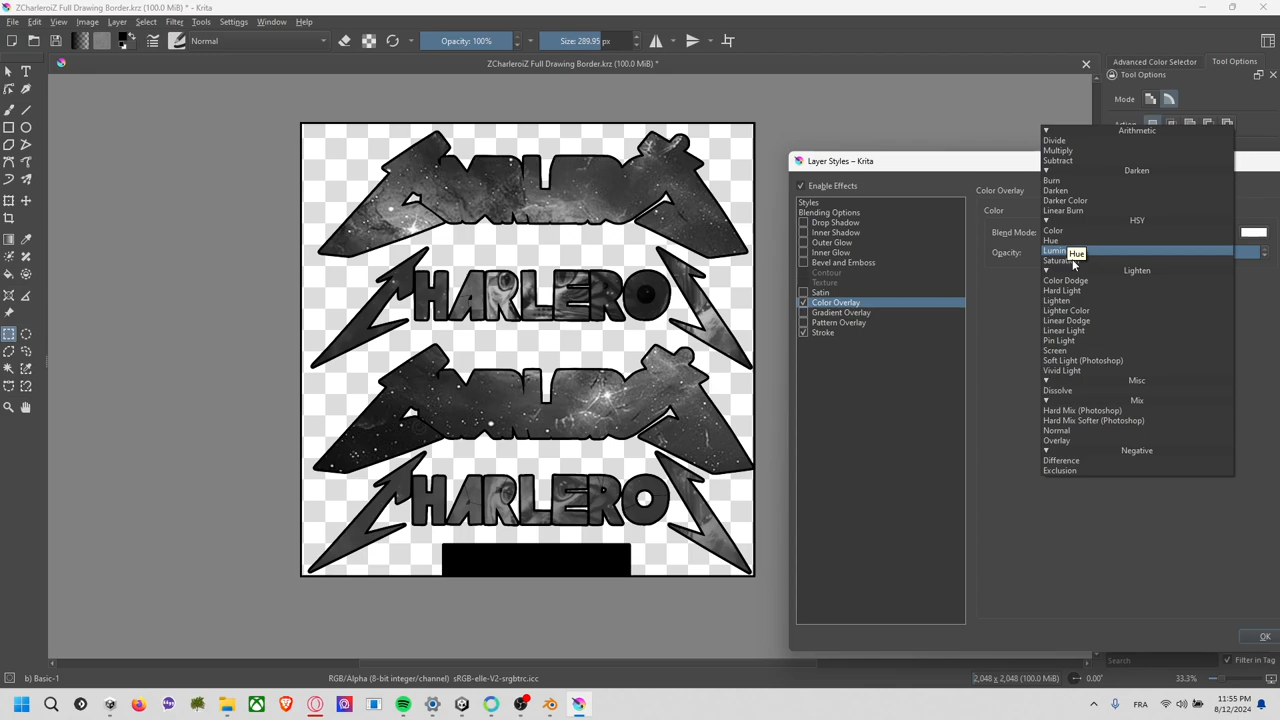 ZCharleroiZ Full Drawing Border.krz (100.0 MiB) * - Krita
File Edit View Image Layer Select Filter Tools Settings Window Help
Normal
Opacity: 100%
Size: 289.95 px
ZCharleroiZ Full Drawing Border.krz (100.0 MiB) *
Advanced Color Selector
Tool Options
Tool Options
Mode
Action
Layer Styles – Krita
Enable Effects
Styles
Blending Options
Drop Shadow
Inner Shadow
Outer Glow
Inner Glow
Bevel and Emboss
Contour
Texture
Satin
Color Overlay
Gradient Overlay
Pattern Overlay
Stroke
Color Overlay
Color
Blend Mode:
Opacity:
Arithmetic
Divide
Multiply
Subtract
Darken
Burn
Darken
Darker Color
Linear Burn
HSY
Color
Hue
Lumin
Hue
Satura
Lighten
Color Dodge
Hard Light
Lighten
Lighter Color
Linear Dodge
Linear Light
Pin Light
Screen
Soft Light (Photoshop)
Vivid Light
Misc
Dissolve
Mix
Hard Mix (Photoshop)
Hard Mix Softer (Photoshop)
Normal
Overlay
Negative
Difference
Exclusion
OK
HARLERO
HARLERO
Search
Filter in Tag
b) Basic-1
RGB/Alpha (8-bit integer/channel) sRGB-elle-V2-srgbtrc.icc
2,048 x 2,048 (100.0 MiB)
0.00°
33.3%
FRA
11:55 PM
8/12/2024